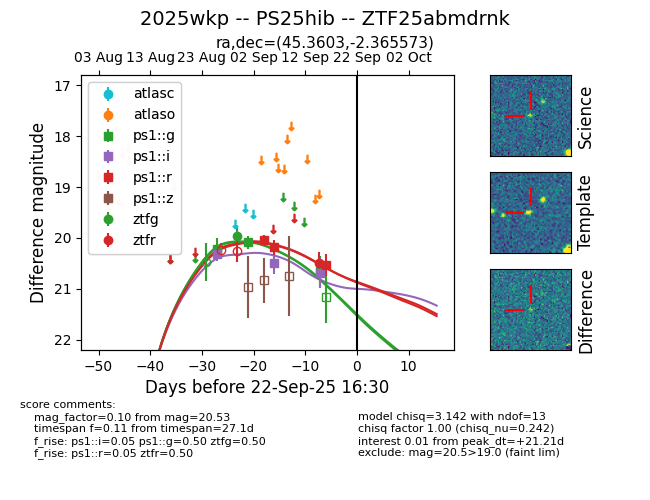 2025wkp -- PS25hib -- ZTF25abmdrnk
ra,dec=(45.3603,-2.365573)
03 Aug 13 Aug 23 Aug 02 Sep 12 Sep 22 Sep 02 Oct
17
18
19
20
21
22
Difference magnitude
atlasc
atlaso
ps1::g
ps1::i
ps1::r
ps1::z
ztfg
ztfr
−50 −40 −30 −20 −10 0 10
Days before 22-Sep-25 16:30
Science
Template
Difference
score comments:
mag_factor=0.10 from mag=20.53
timespan f=0.11 from timespan=27.1d
f_rise: ps1::i=0.05 ps1::g=0.50 ztfg=0.50
f_rise: ps1::r=0.05 ztfr=0.50
model chisq=3.142 with ndof=13
chisq factor 1.00 (chisq_nu=0.242)
interest 0.01 from peak_dt=+21.21d
exclude: mag=20.5>19.0 (faint lim)